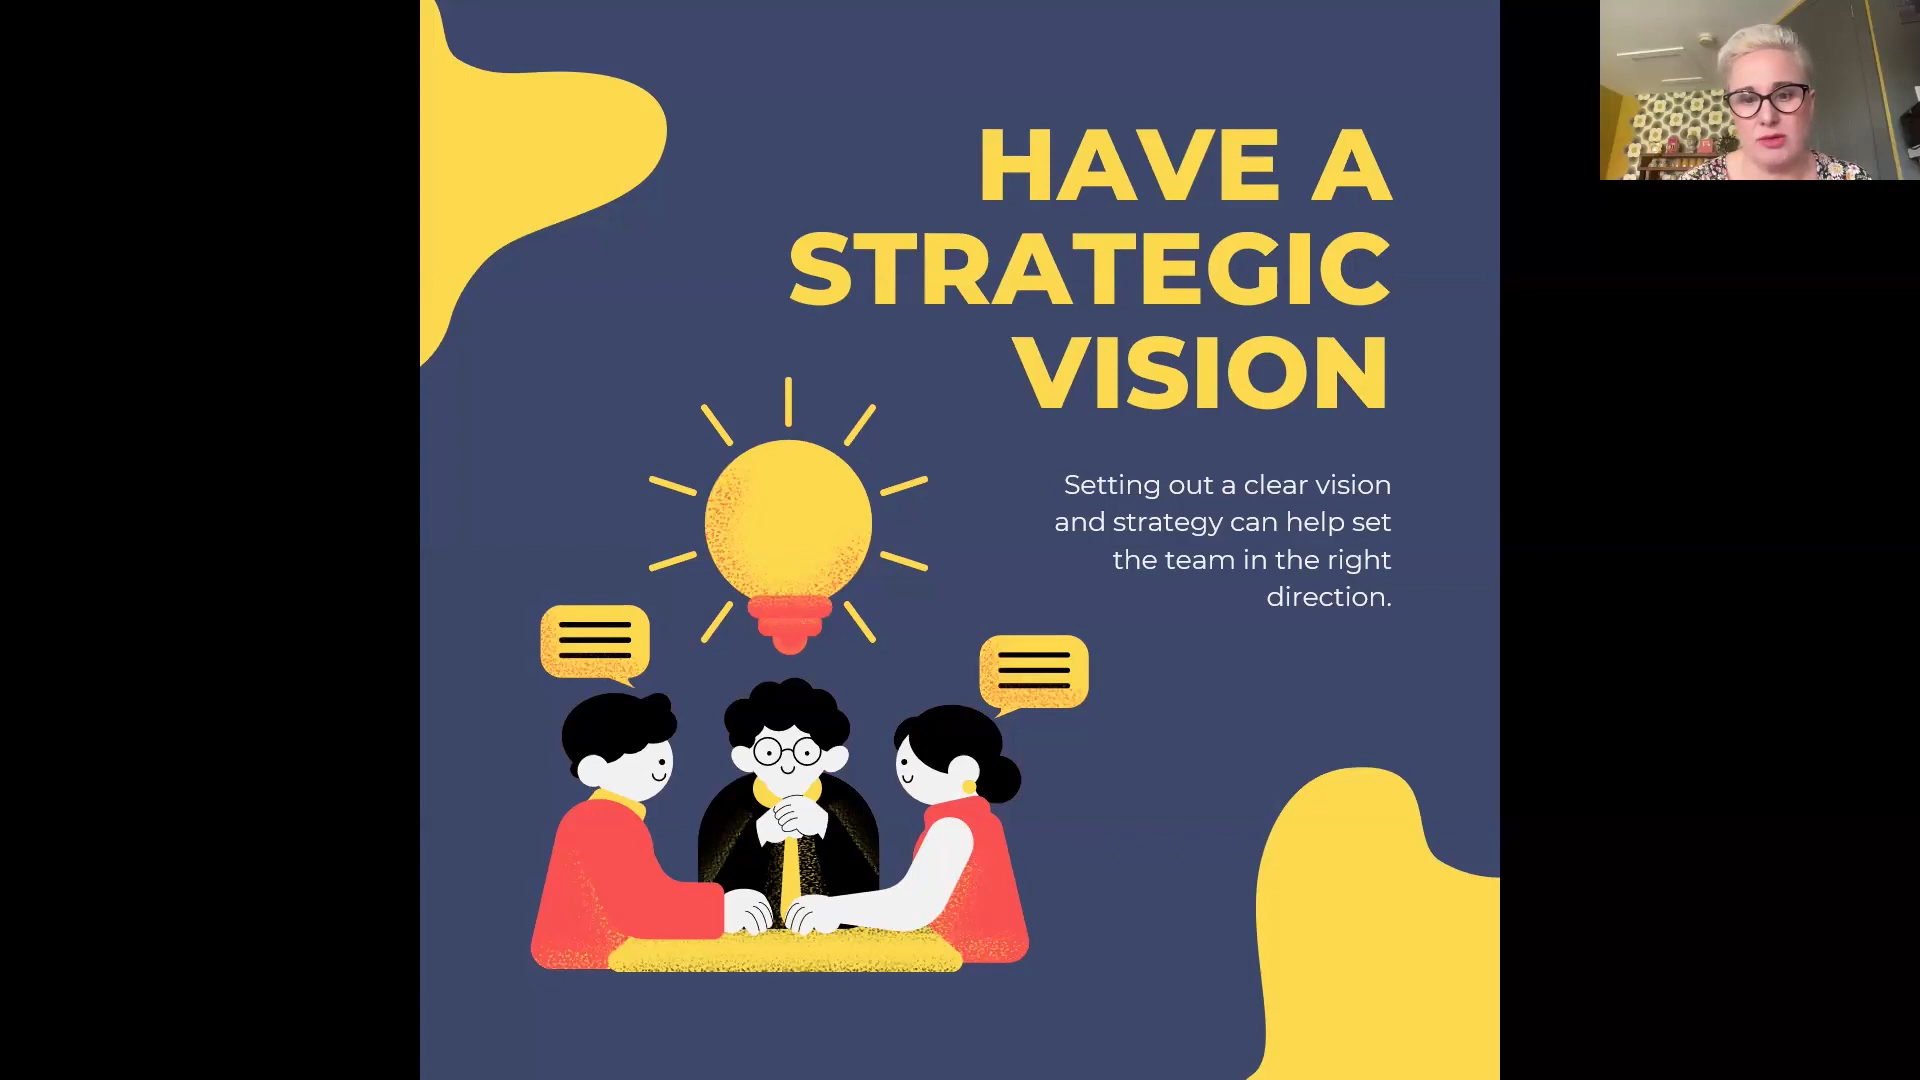 HAVE A
STRATEGIC
VISION
Setting out a clear vision
and strategy can help set
the team in the right
direction.